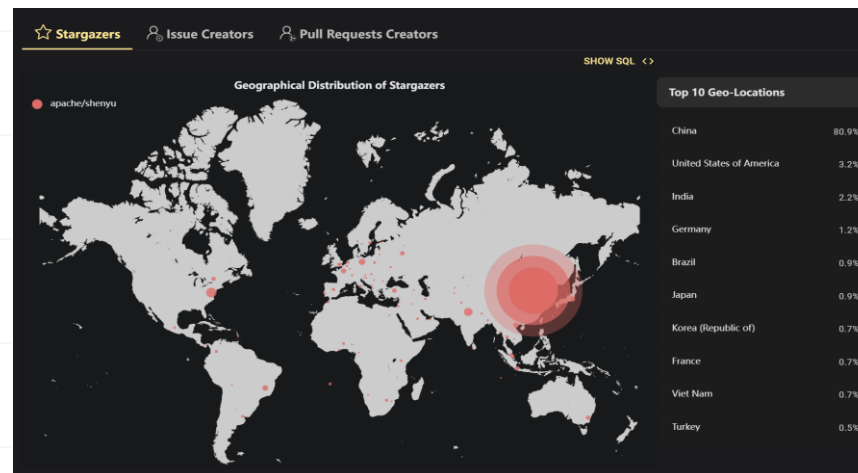 Stargazers
Issue Creators
Pull Requests Creators
SHOW SQL <>
Geographical Distribution of Stargazers
apache/shenyu
Top 10 Geo-Locations
China 80.9%
United States of America 3.2%
India 2.2%
Germany 1.2%
Brazil 0.9%
Japan 0.9%
Korea (Republic of) 0.7%
France 0.7%
Viet Nam 0.7%
Turkey 0.5%